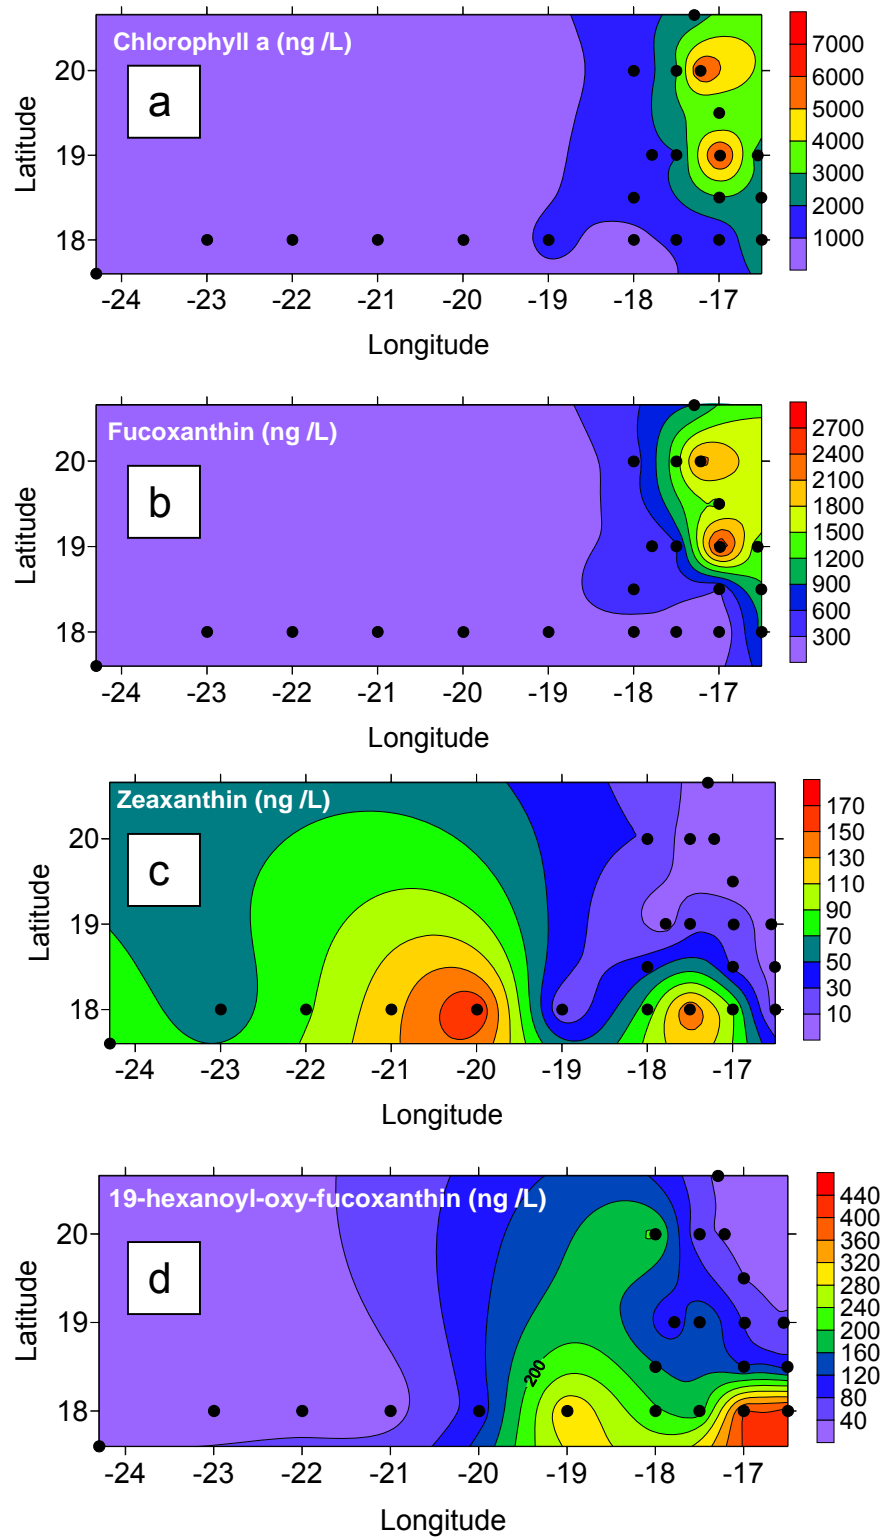 Chlorophyll a (ng /L)
a
Latitude
20
19
18
-24 -23 -22 -21 -20 -19 -18 -17
Longitude
7000
6000
5000
4000
3000
2000
1000
Fucoxanthin (ng /L)
b
Latitude
20
19
18
-24 -23 -22 -21 -20 -19 -18 -17
Longitude
2700
2400
2100
1800
1500
1200
900
600
300
Zeaxanthin (ng /L)
c
Latitude
20
19
18
-24 -23 -22 -21 -20 -19 -18 -17
Longitude
170
150
130
110
90
70
50
30
10
19-hexanoyl-oxy-fucoxanthin (ng /L)
d
Latitude
20
19
18
200
-24 -23 -22 -21 -20 -19 -18 -17
Longitude
440
400
360
320
280
240
200
160
120
80
40